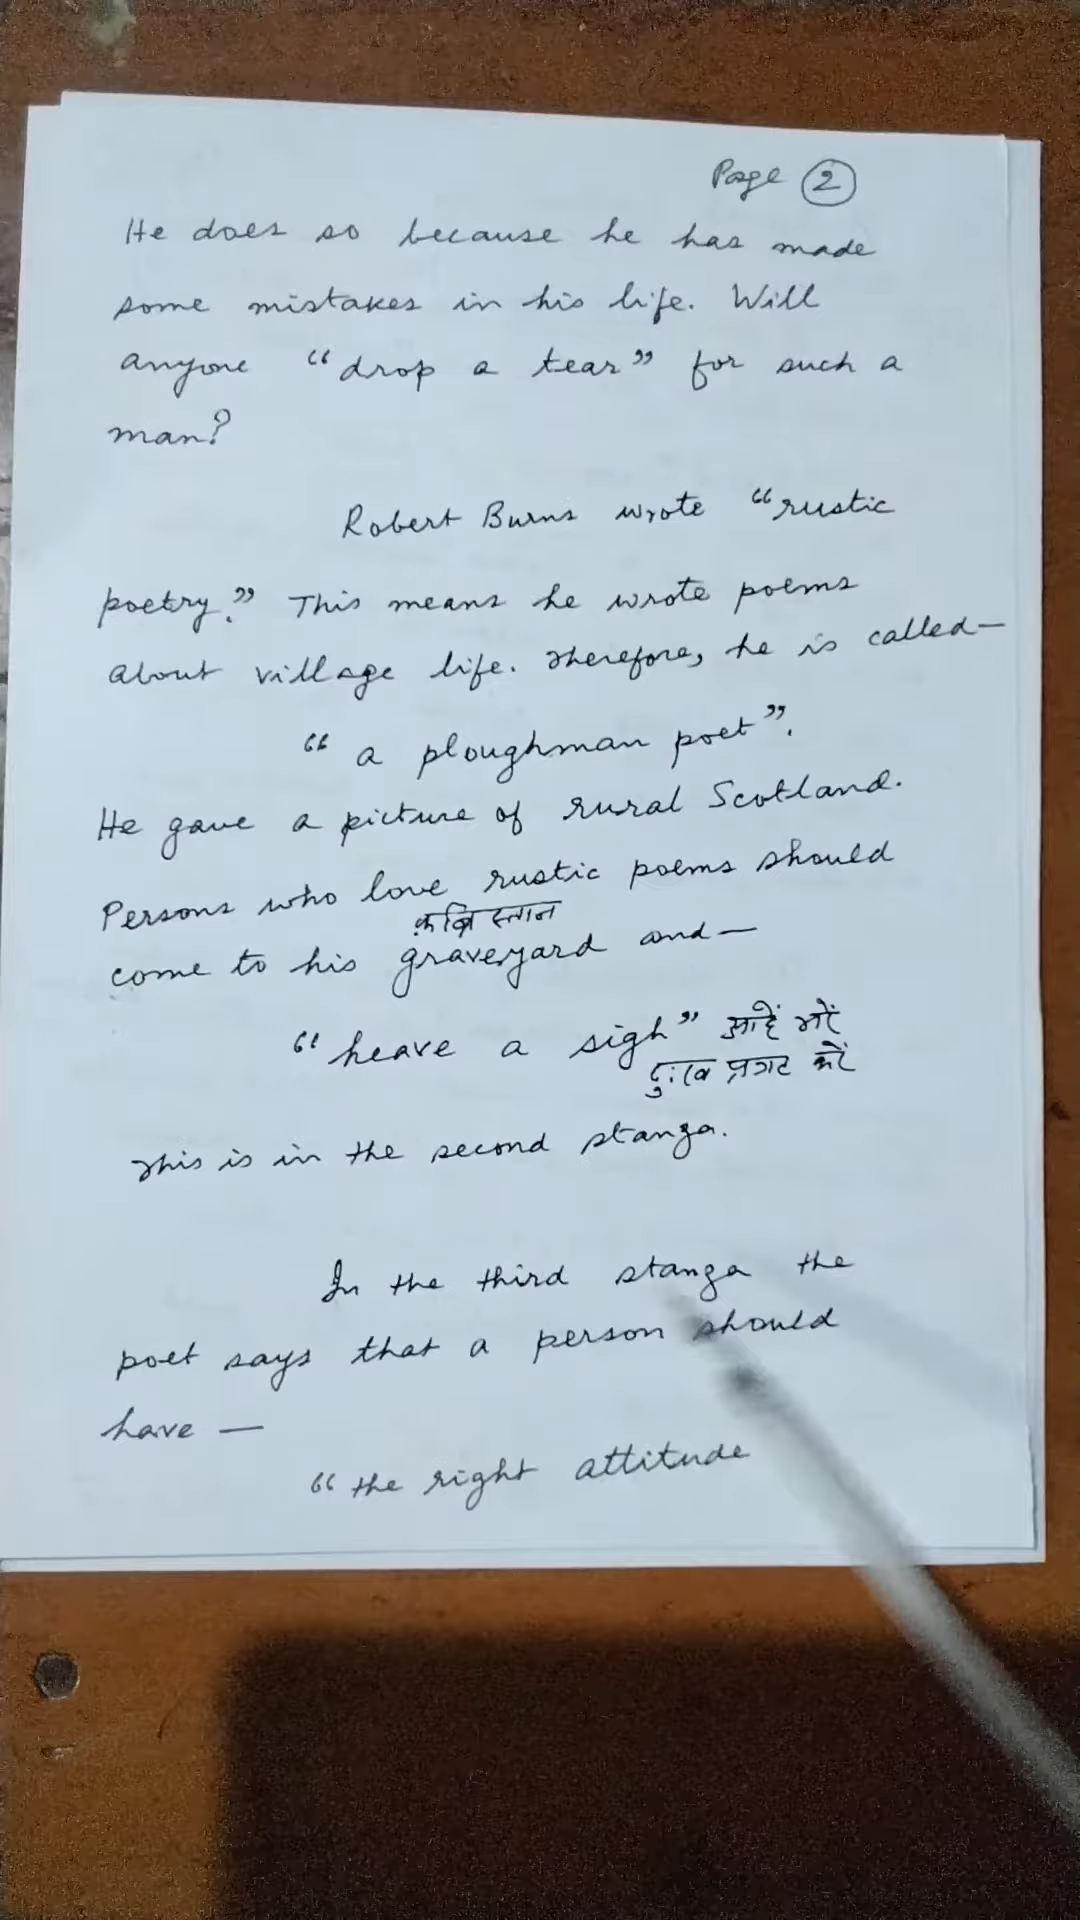 Page 2
He does so because he has made
some mistakes in his life. Will
anyone “drop a tear” for such a
man?
Robert Burns wrote “rustic
poetry.” This means he wrote poems
about village life. Therefore, he is called—
“a ploughman poet”.
He gave a picture of rural Scotland.
Persons who love rustic poems should
कब्रिस्तान
come to his graveyard and—
“heave a sigh” आहें भरें
दुःख प्रगट करें
This is in the second stanza.
In the third stanza the
poet says that a person should
have —
“the right attitude